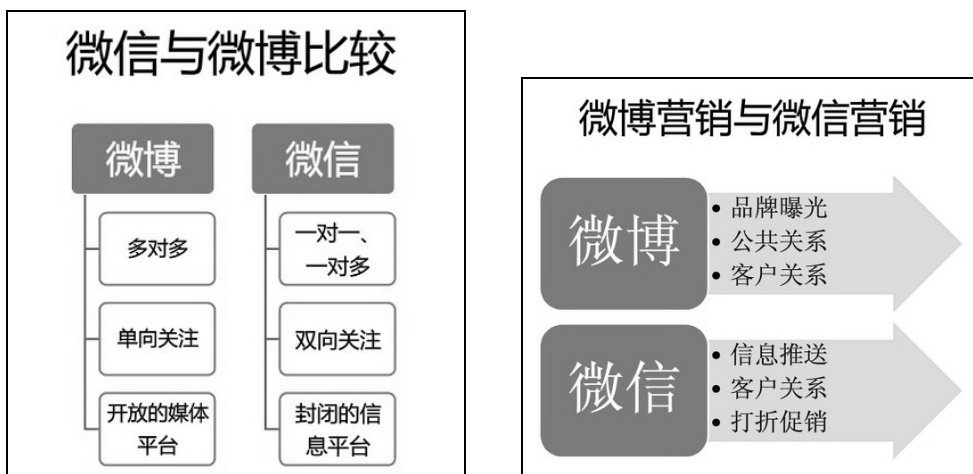 微信与微博比较
微博
多对多
单向关注
开放的媒体
平台
微信
一对一、
一对多
双向关注
封闭的信
息平台
微博营销与微信营销
微博
• 品牌曝光
• 公共关系
• 客户关系
微信
• 信息推送
• 客户关系
• 打折促销